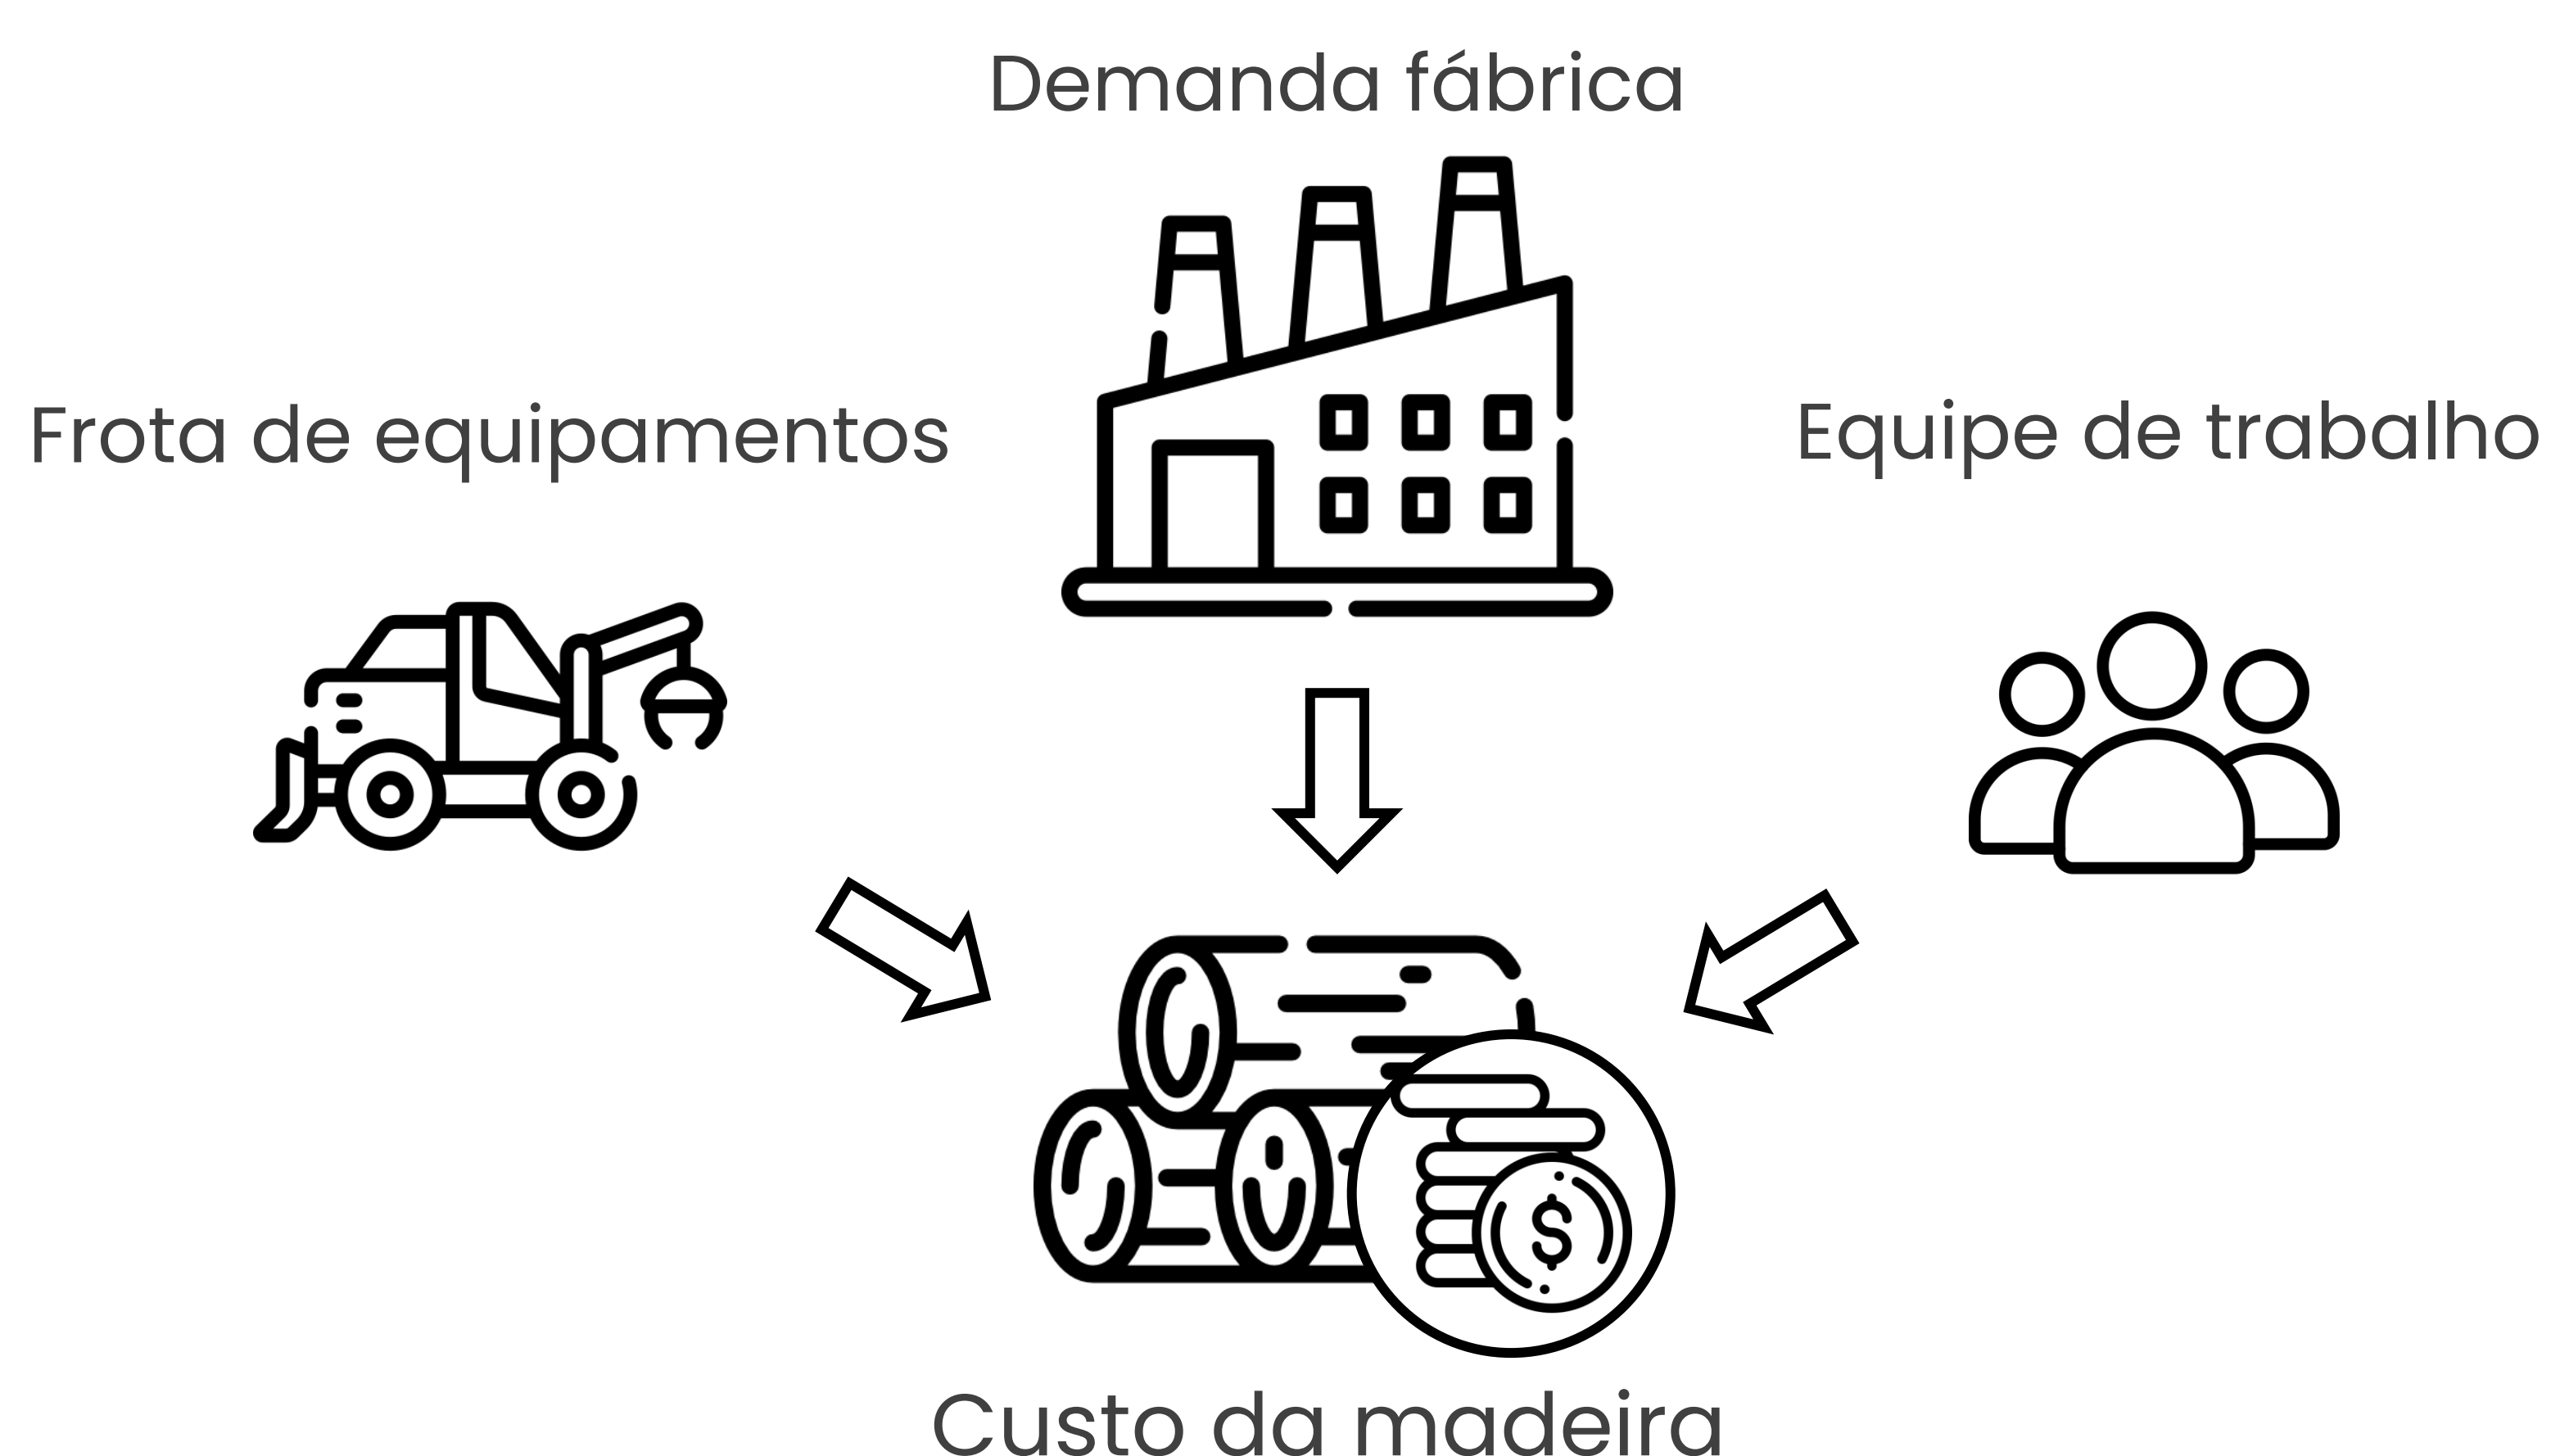 Demanda fábrica
Frota de equipamentos
Equipe de trabalho
$
Custo da madeira